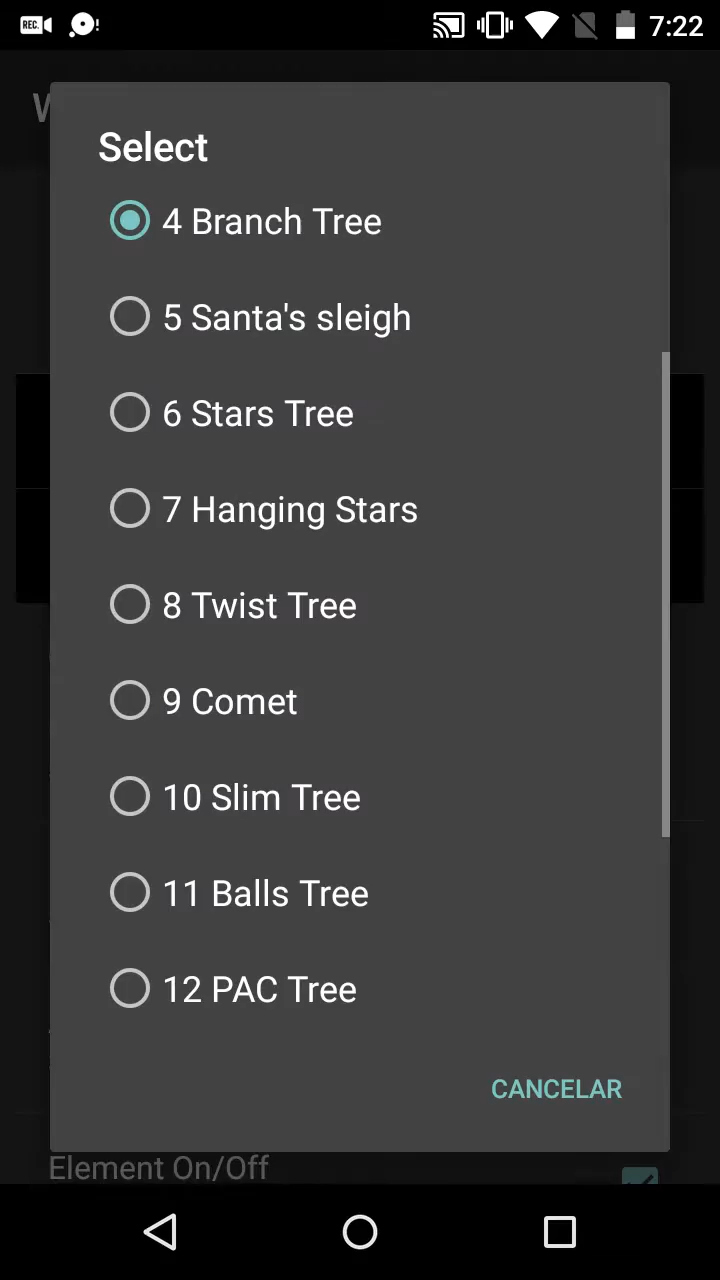 REC.
7:22
W
Select
4 Branch Tree
5 Santa's sleigh
6 Stars Tree
7 Hanging Stars
8 Twist Tree
9 Comet
10 Slim Tree
11 Balls Tree
12 PAC Tree
CANCELAR
Element On/Off